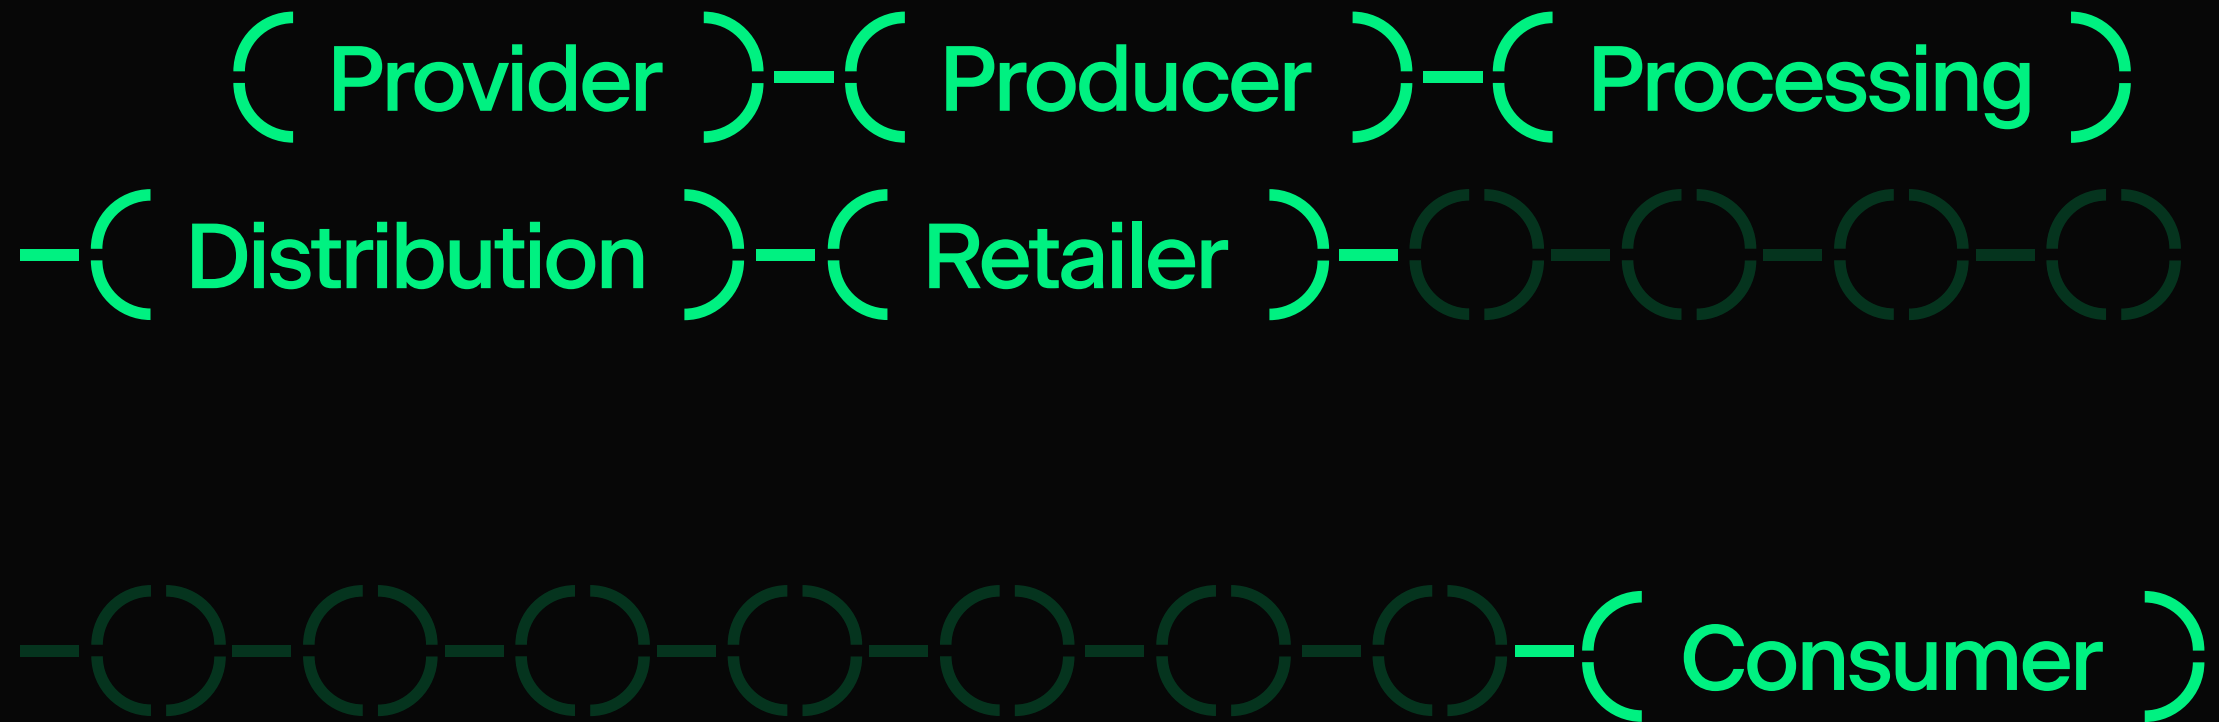 Provider Producer Processing
Distribution Retailer
Consumer